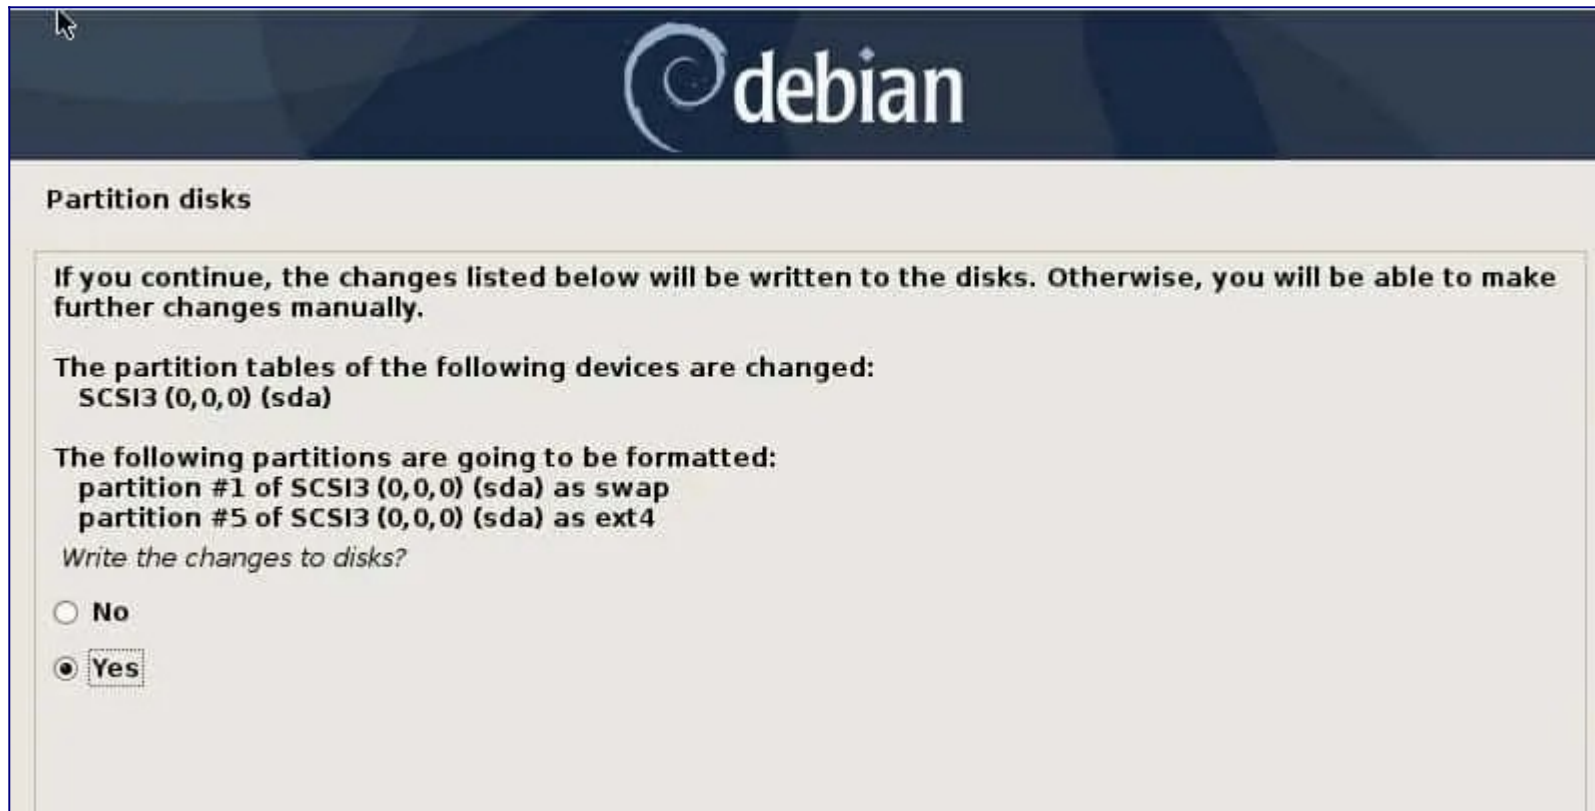 debian
Partition disks
If you continue, the changes listed below will be written to the disks. Otherwise, you will be able to make
further changes manually.
The partition tables of the following devices are changed:
SCSI3 (0,0,0) (sda)
The following partitions are going to be formatted:
partition #1 of SCSI3 (0,0,0) (sda) as swap
partition #5 of SCSI3 (0,0,0) (sda) as ext4
Write the changes to disks?
No
Yes